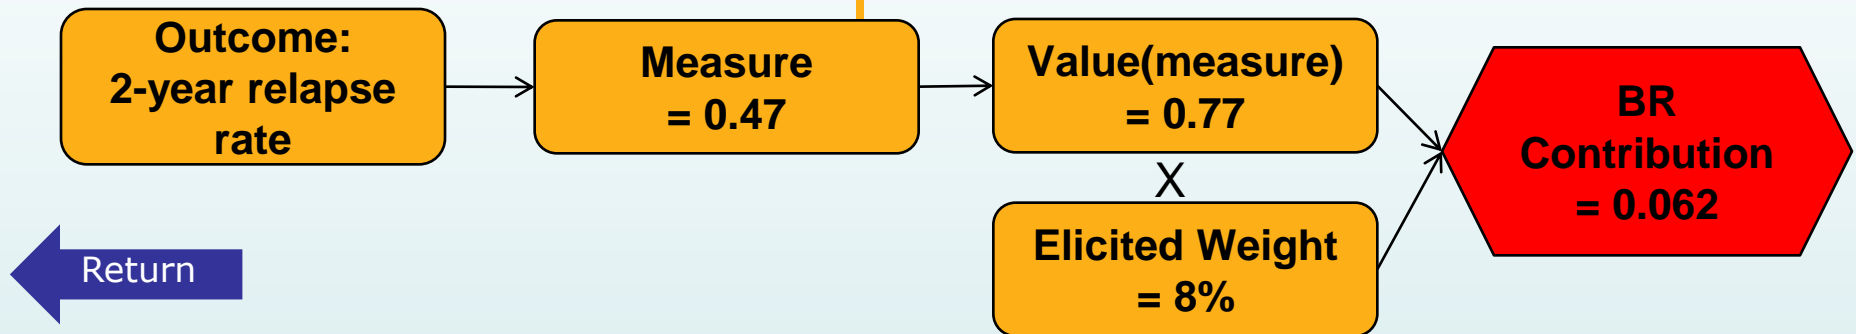 Outcome:
2-year relapse
rate
Measure
= 0.47
Value(measure)
= 0.77
X
Elicited Weight
= 8%
BR
Contribution
= 0.062
Return